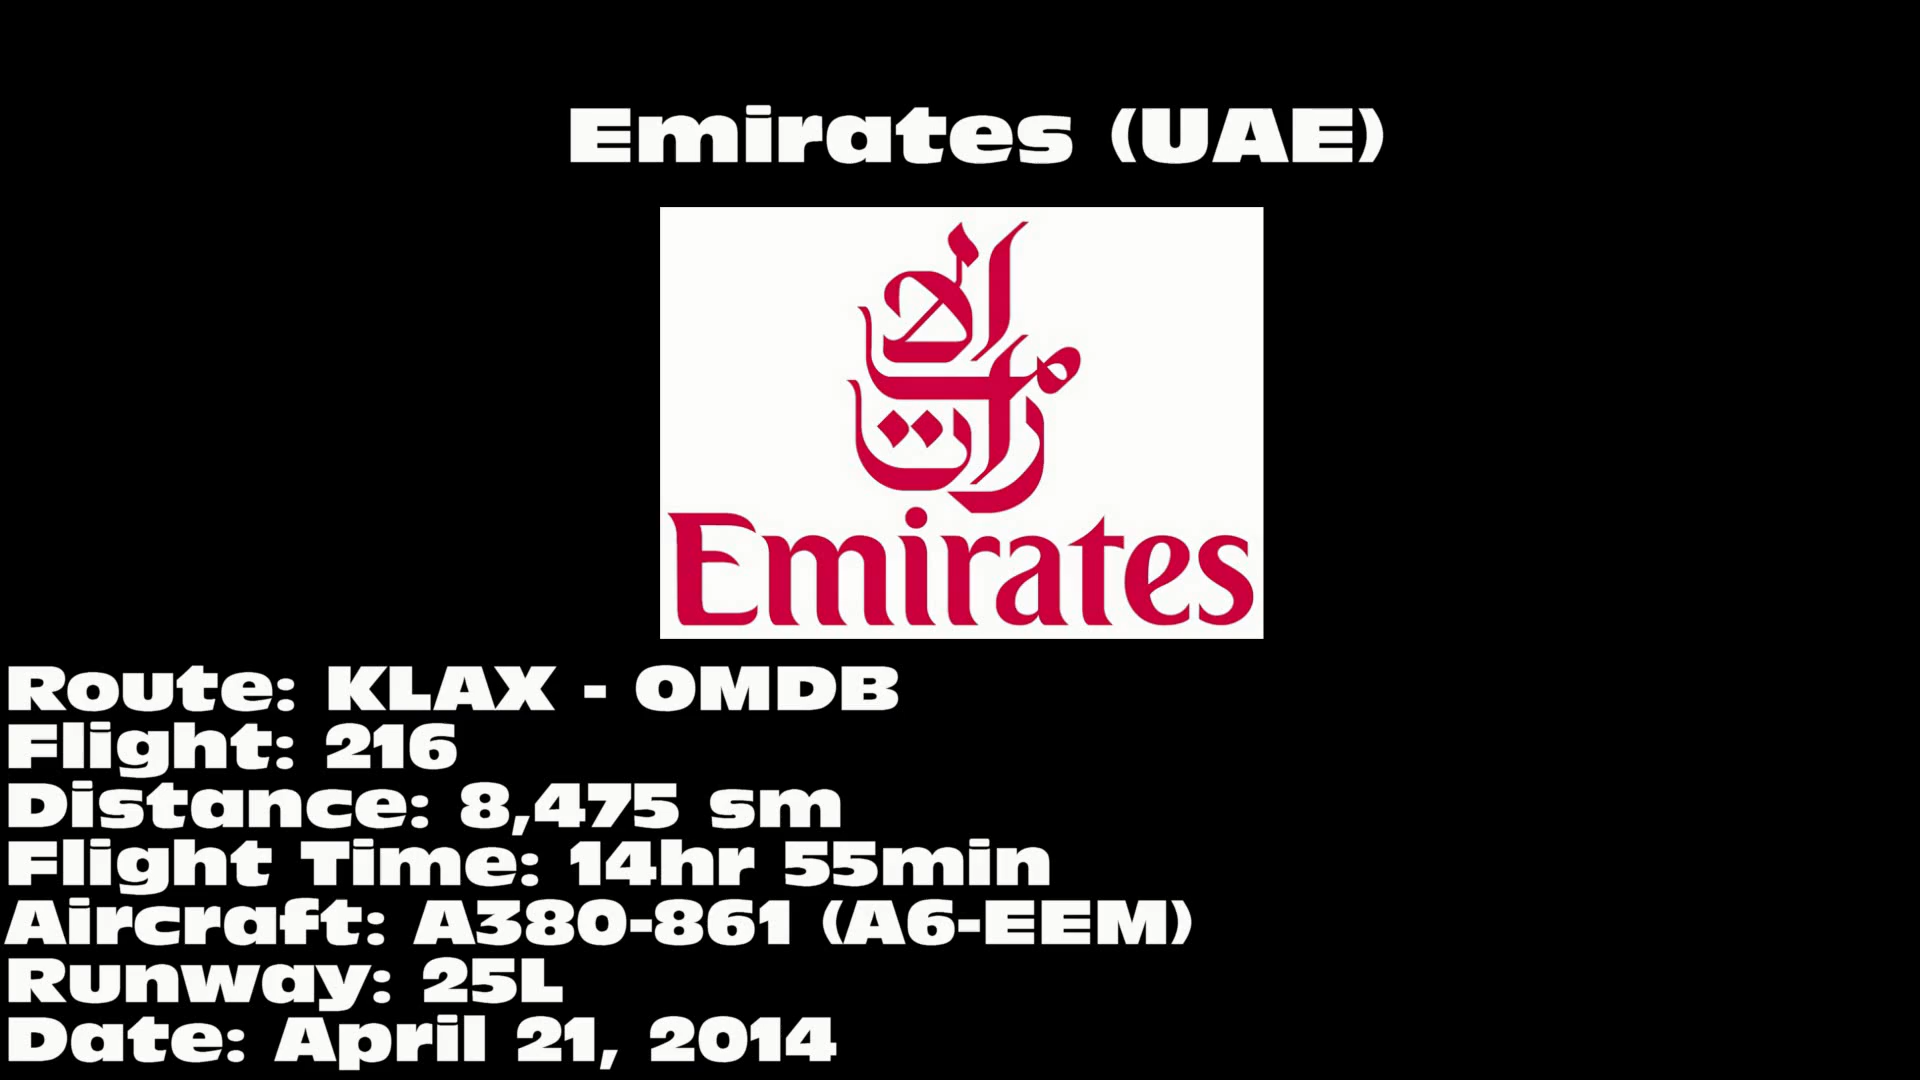 Emirates (UAE)
الإمارات
Emirates
Route: KLAX - OMDB
Flight: 216
Distance: 8,475 sm
Flight Time: 14hr 55min
Aircraft: A380-861 (A6-EEM)
Runway: 25L
Date: April 21, 2014